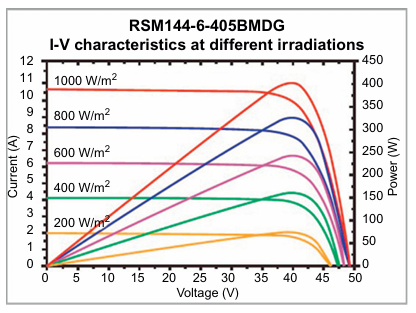 RSM144-6-405BMDG
I-V characteristics at different irradiations
12
11
10
9
8
7
6
5
4
3
2
1
0
Current (A)
1000 W/m²
800 W/m²
600 W/m²
400 W/m²
200 W/m²
450
400
350
300
250
200
150
100
50
0
Power (W)
0 5 10 15 20 25 30 35 40 45 50
Voltage (V)